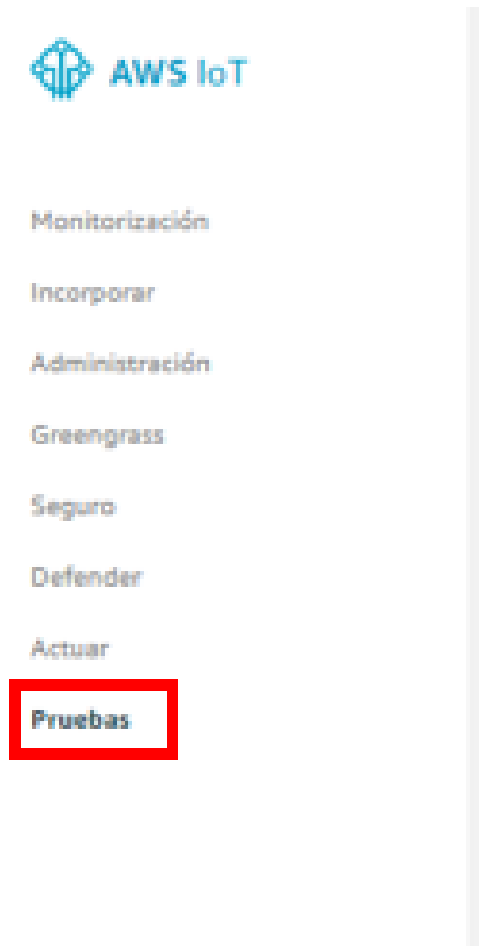 AWS IoT
Monitorización
Incorporar
Administración
Greengrass
Seguro
Defender
Actuar
Pruebas